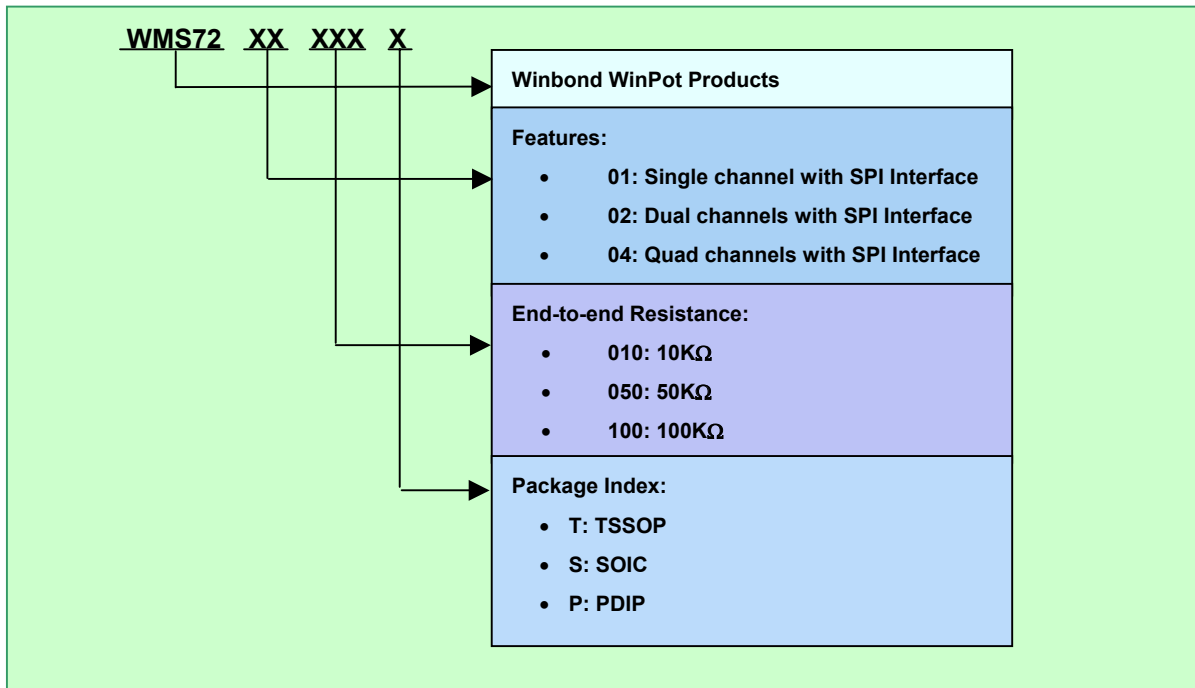 WMS72 XX XXX X
Winbond WinPot Products
Features:
• 01: Single channel with SPI Interface
• 02: Dual channels with SPI Interface
• 04: Quad channels with SPI Interface
End-to-end Resistance:
• 010: 10KΩ
• 050: 50KΩ
• 100: 100KΩ
Package Index:
• T: TSSOP
• S: SOIC
• P: PDIP